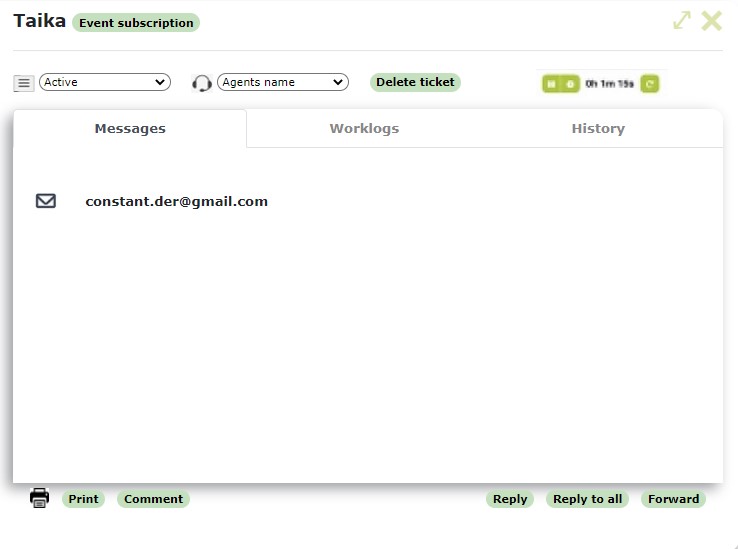 Taika Event subscription
Active Agents name Delete ticket 0h 1m 15s
Messages Worklogs History
constant.der@gmail.com
Print Comment Reply Reply to all Forward